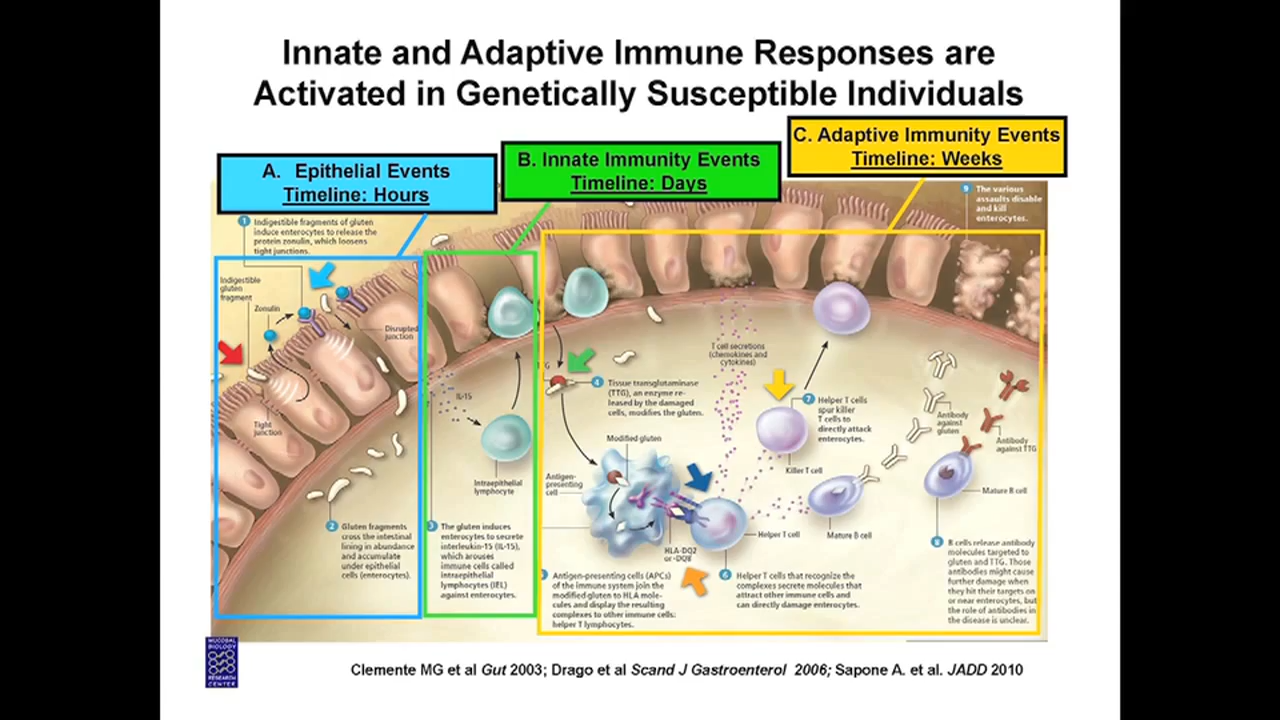 Innate and Adaptive Immune Responses are
Activated in Genetically Susceptible Individuals
A. Epithelial Events
Timeline: Hours
B. Innate Immunity Events
Timeline: Days
C. Adaptive Immunity Events
Timeline: Weeks
1 Indigestible fragments of gluten
induce enterocytes to release the
protein zonulin, which loosens
tight junctions.
Indigestible
gluten
fragment
Zonulin
Disrupted
junction
Tight
junction
2 Gluten fragments
cross the intestinal
lining in abundance
and accumulate
under epithelial
cells (enterocytes).
IL-15
Intraepithelial
lymphocyte
3 The gluten induces
enterocytes to secrete
interleukin-15 (IL-15),
which arouses
immune cells called
intraepithelial
lymphocytes (IEL)
against enterocytes.
4 Tissue transglutaminase
(TTG), an enzyme re-
leased by the damaged
cells, modifies the gluten.
Modified gluten
Antigen-
presenting
cell
HLA-DQ2
or -DQ8
Antigen-presenting cells (APCs)
of the immune system join the
modified gluten to HLA mole-
cules and display the resulting
complexes to other immune cells:
helper T lymphocytes.
T cell secretions
(chemokines and
cytokines)
Helper T cell
6 Helper T cells that recognize the
complexes secrete molecules that
attract other immune cells and
can directly damage enterocytes.
7 Helper T cells
spur killer
T cells to
directly attack
enterocytes.
Killer T cell
Mature B cell
Antibody
against
gluten
Antibody
against TTG
Mature B cell
8 B cells release antibody
molecules targeted to
gluten and TTG. Those
antibodies might cause
further damage when
they hit their targets on
or near enterocytes, but
the role of antibodies in
the disease is unclear.
9 The various
assaults disable
and kill
enterocytes.
MUCOSAL
BIOLOGY
RESEARCH
CENTER
Clemente MG et al Gut 2003; Drago et al Scand J Gastroenterol 2006; Sapone A. et al. JADD 2010